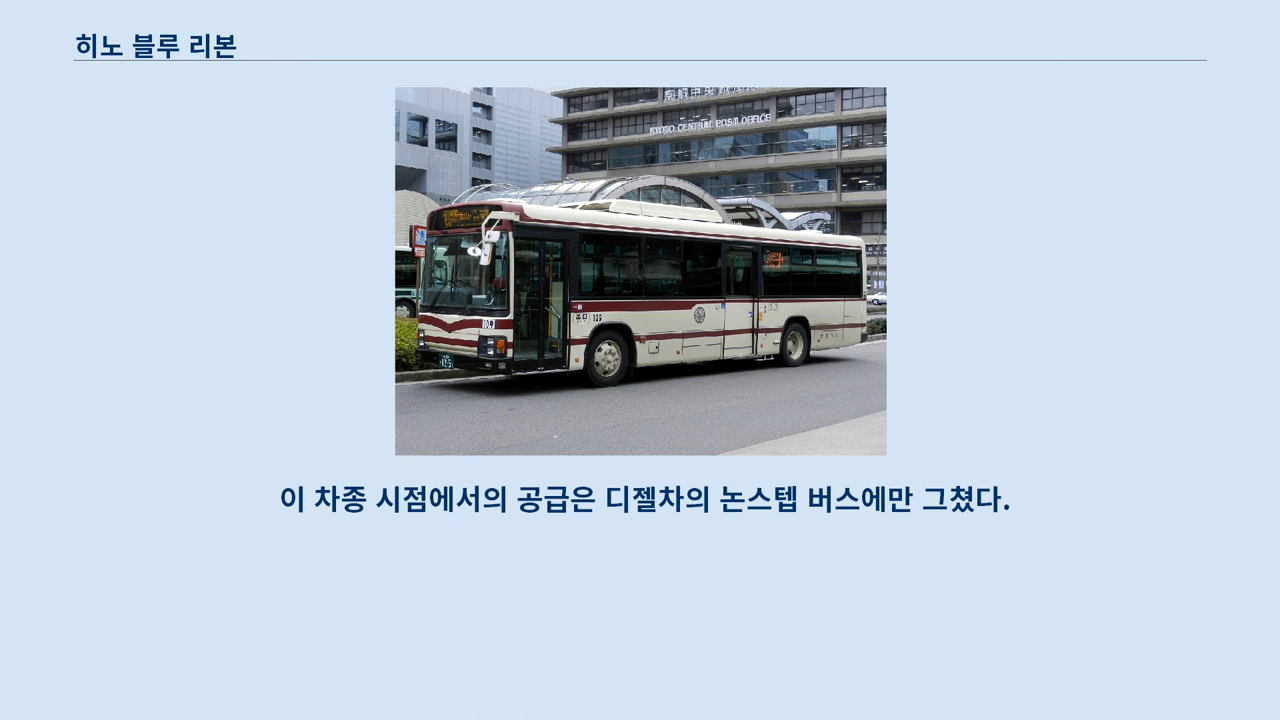 히노 블루 리본
KYOTO CENTRAL POST OFFICE
109
이 차종 시점에서의 공급은 디젤차의 논스텝 버스에만 그쳤다.